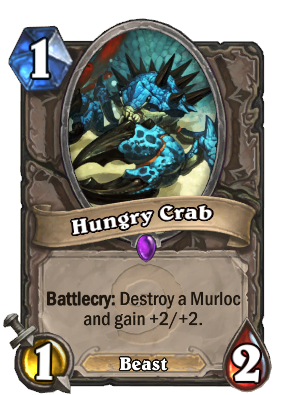 1
Hungry Crab
Battlecry: Destroy a Murloc
and gain +2/+2.
1
Beast
2